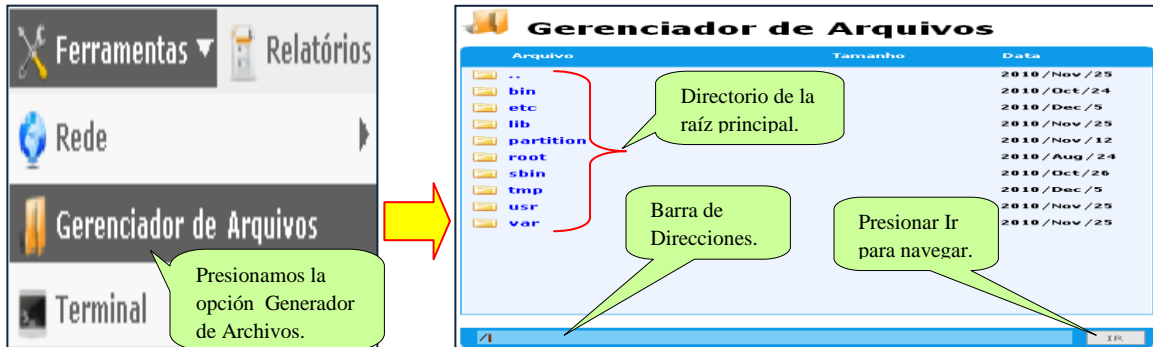 Ferramentas Relatórios
Rede
Gerenciador de Arquivos
Presionamos la
opción Generador
de Archivos.
Terminal
Gerenciador de Arquivos
Arquivo Tamanho Data
.. 2010/Nov/25
bin 2010/Oct/24
etc 2010/Dec/5
lib 2010/Nov/25
partition 2010/Nov/12
root 2010/Aug/24
sbin 2010/Oct/26
tmp 2010/Dec/5
usr 2010/Nov/25
var 2010/Nov/25
Directorio de la
raíz principal.
Barra de
Direcciones.
Presionar Ir
para navegar.
/
IR